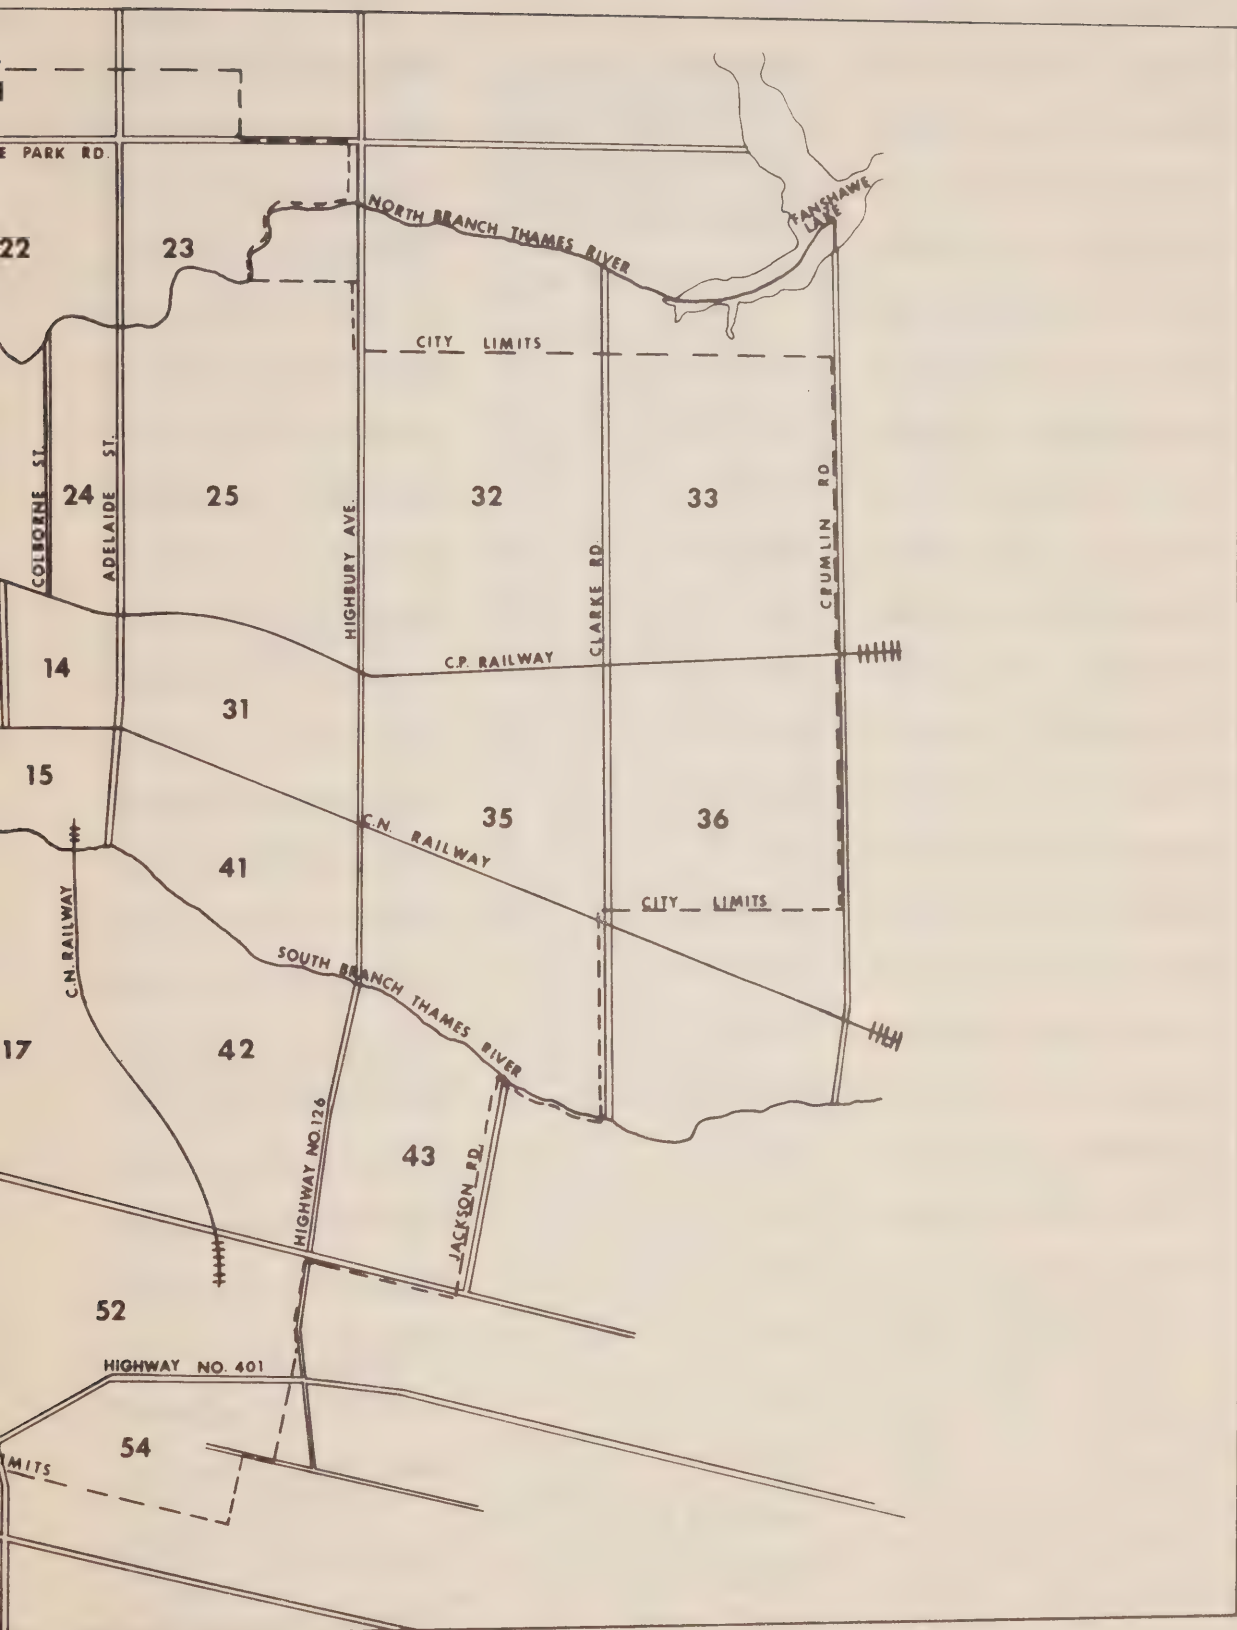 E PARK RD.
NORTH BRANCH THAMES RIVER
FANSHAWE
LAKE
22
23
CITY LIMITS
COLBORNE ST.
24
ADELAIDE ST.
25
HIGHBURY AVE.
32
CLARKE RD.
33
CRUMLIN RD
C.P. RAILWAY
14
31
15
C.N. RAILWAY
35
36
41
CITY LIMITS
C.N. RAILWAY
SOUTH BRANCH THAMES RIVER
17
42
HIGHWAY NO. 126
43
JACKSON RD.
52
HIGHWAY NO. 401
54
MITS